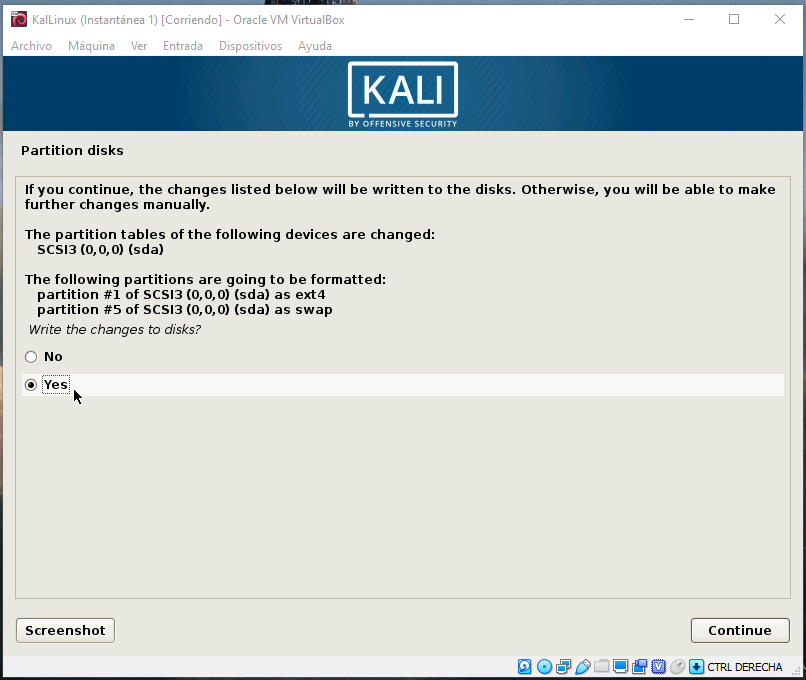 KalLinux (Instantánea 1) [Corriendo] - Oracle VM VirtualBox
Archivo Máquina Ver Entrada Dispositivos Ayuda
KALI
BY OFFENSIVE SECURITY
Partition disks
If you continue, the changes listed below will be written to the disks. Otherwise, you will be able to make
further changes manually.
The partition tables of the following devices are changed:
SCSI3 (0,0,0) (sda)
The following partitions are going to be formatted:
partition #1 of SCSI3 (0,0,0) (sda) as ext4
partition #5 of SCSI3 (0,0,0) (sda) as swap
Write the changes to disks?
No
Yes
Screenshot Continue
CTRL DERECHA